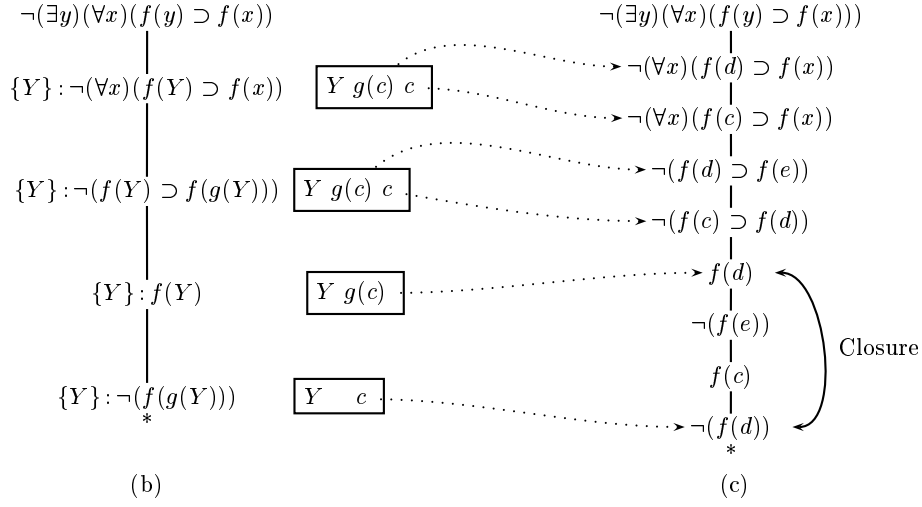 ¬(∃y)(∀x)(f(y) ⊃ f(x))
{Y}:¬(∀x)(f(Y) ⊃ f(x))
{Y}:¬(f(Y) ⊃ f(g(Y)))
{Y}:f(Y)
{Y}:¬(f(g(Y)))
*
(b)
Y g(c) c
Y g(c) c
Y g(c)
Y c
¬(∃y)(∀x)(f(y ⊃ f(x)))
¬(∀x)(f(d) ⊃ f(x))
¬(∀x)(f(c) ⊃ f(x))
¬(f(d) ⊃ f(e))
¬(f(c) ⊃ f(d))
f(d)
¬(f(e))
Closure
f(c)
¬(f(d))
*
(c)